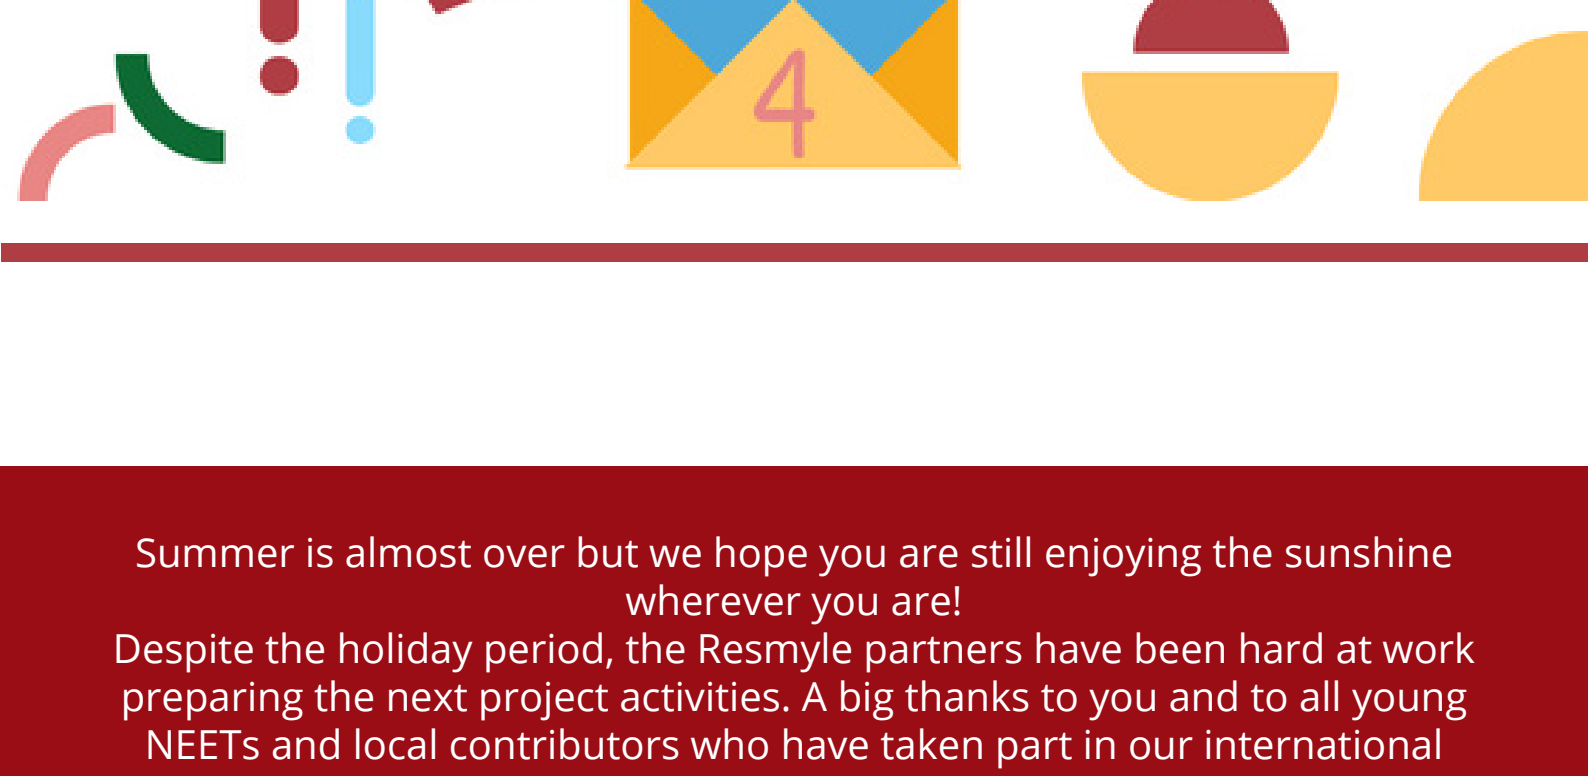 4
Summer is almost over but we hope you are still enjoying the sunshine
wherever you are!
Despite the holiday period, the Resmyle partners have been hard at work
preparing the next project activities. A big thanks to you and to all young
NEETs and local contributors who have taken part in our international